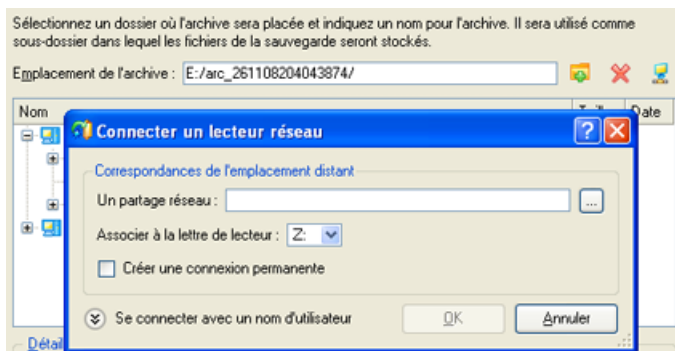 Sélectionnez un dossier où l'archive sera placée et indiquez un nom pour l'archive. Il sera utilisé comme
sous-dossier dans lequel les fichiers de la sauvegarde seront stockés.
Emplacement de l'archive : E:/arc_261108204043874/
Nom Date
Connecter un lecteur réseau
Correspondances de l'emplacement distant
Un partage réseau : ...
Associer à la lettre de lecteur : Z:
Créer une connexion permanente
Se connecter avec un nom d'utilisateur OK Annuler